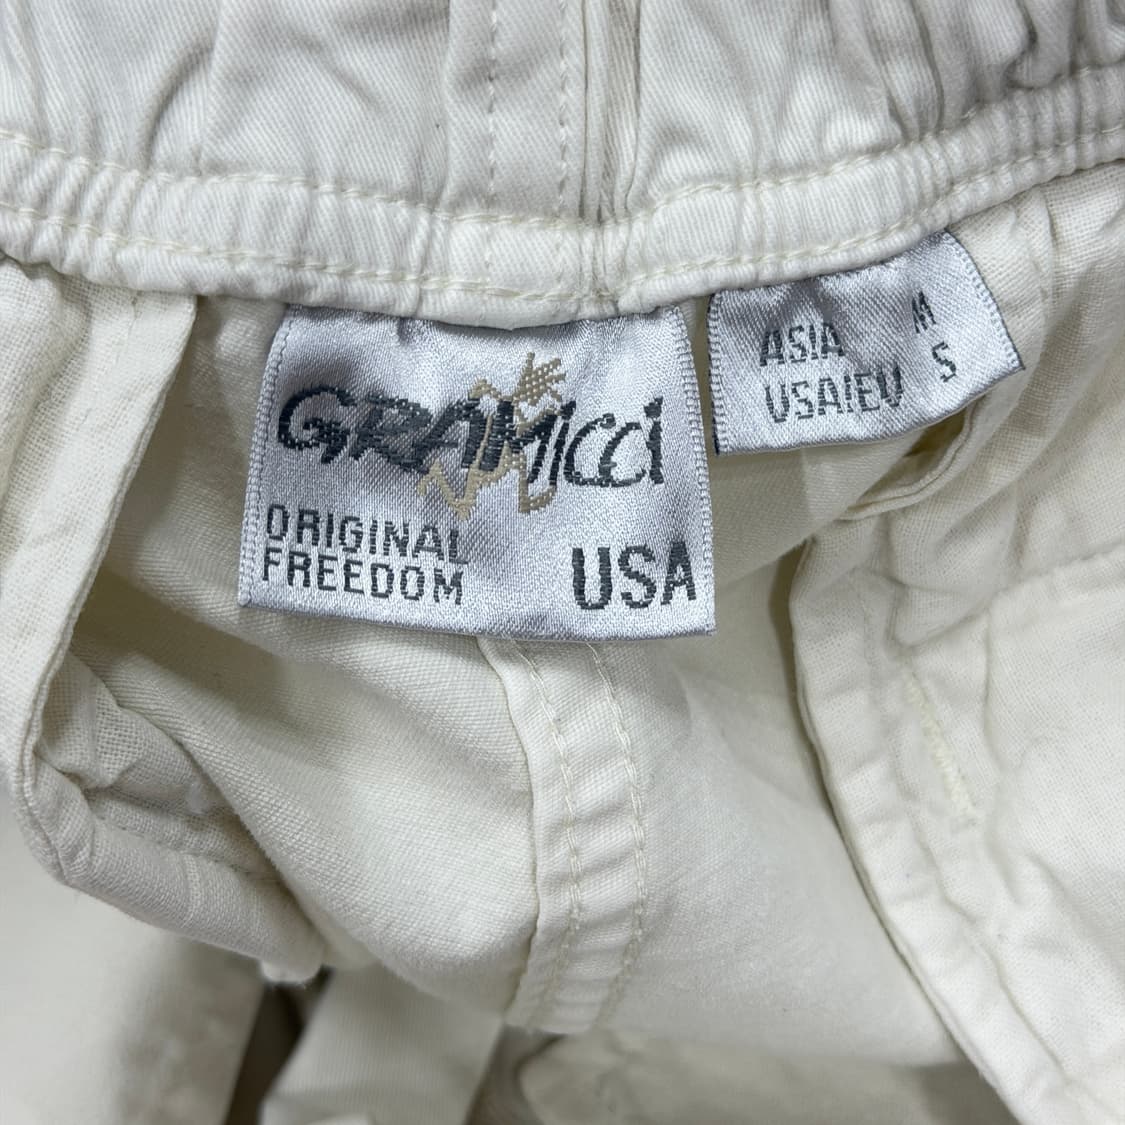 GRAMICCI
ORIGINAL
FREEDOM
USA
ASIA M
USA/EU S